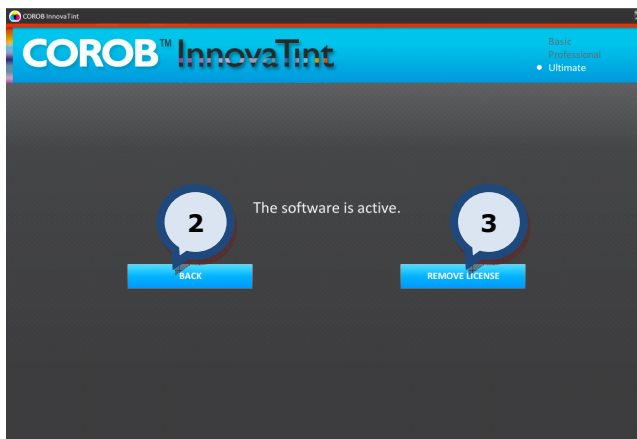 COROB InnovaTint
COROB™ InnovaTint
Basic
Professional
Ultimate
The software is active.
2
3
BACK
REMOVE LICENSE